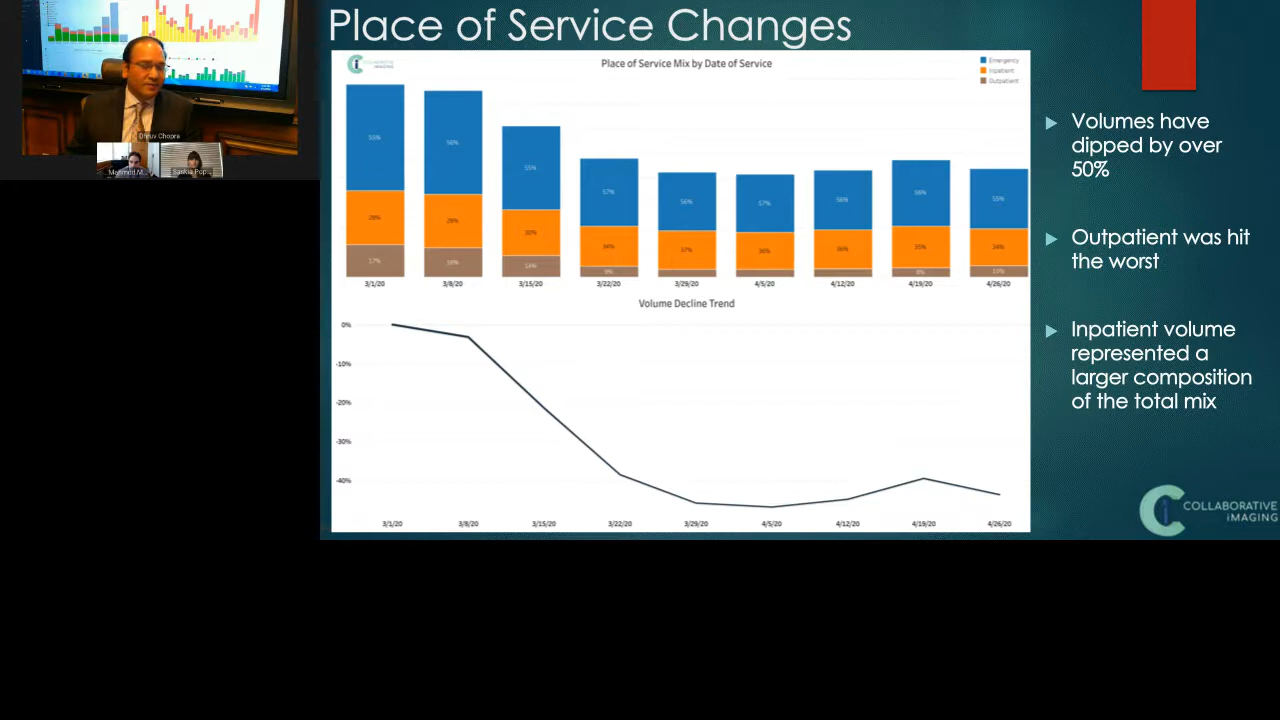 Place of Service Changes
COLLABORATIVE
IMAGING
Place of Service Mix by Date of Service
Emergency
Inpatient
Outpatient
55%
56%
55%
57%
56%
57%
56%
56%
55%
28%
28%
30%
34%
37%
36%
36%
35%
34%
17%
14%
9%
3/1/20
3/8/20
3/15/20
3/22/20
3/29/20
4/5/20
4/12/20
4/19/20
4/26/20
Volume Decline Trend
0%
-10%
-20%
-30%
-40%
3/1/20
3/8/20
3/15/20
3/22/20
3/29/20
4/5/20
4/12/20
4/19/20
4/26/20
Volumes have
dipped by over
50%
Outpatient was hit
the worst
Inpatient volume
represented a
larger composition
of the total mix
COLLABORATIVE
iMAGING
Dhruv Chopra